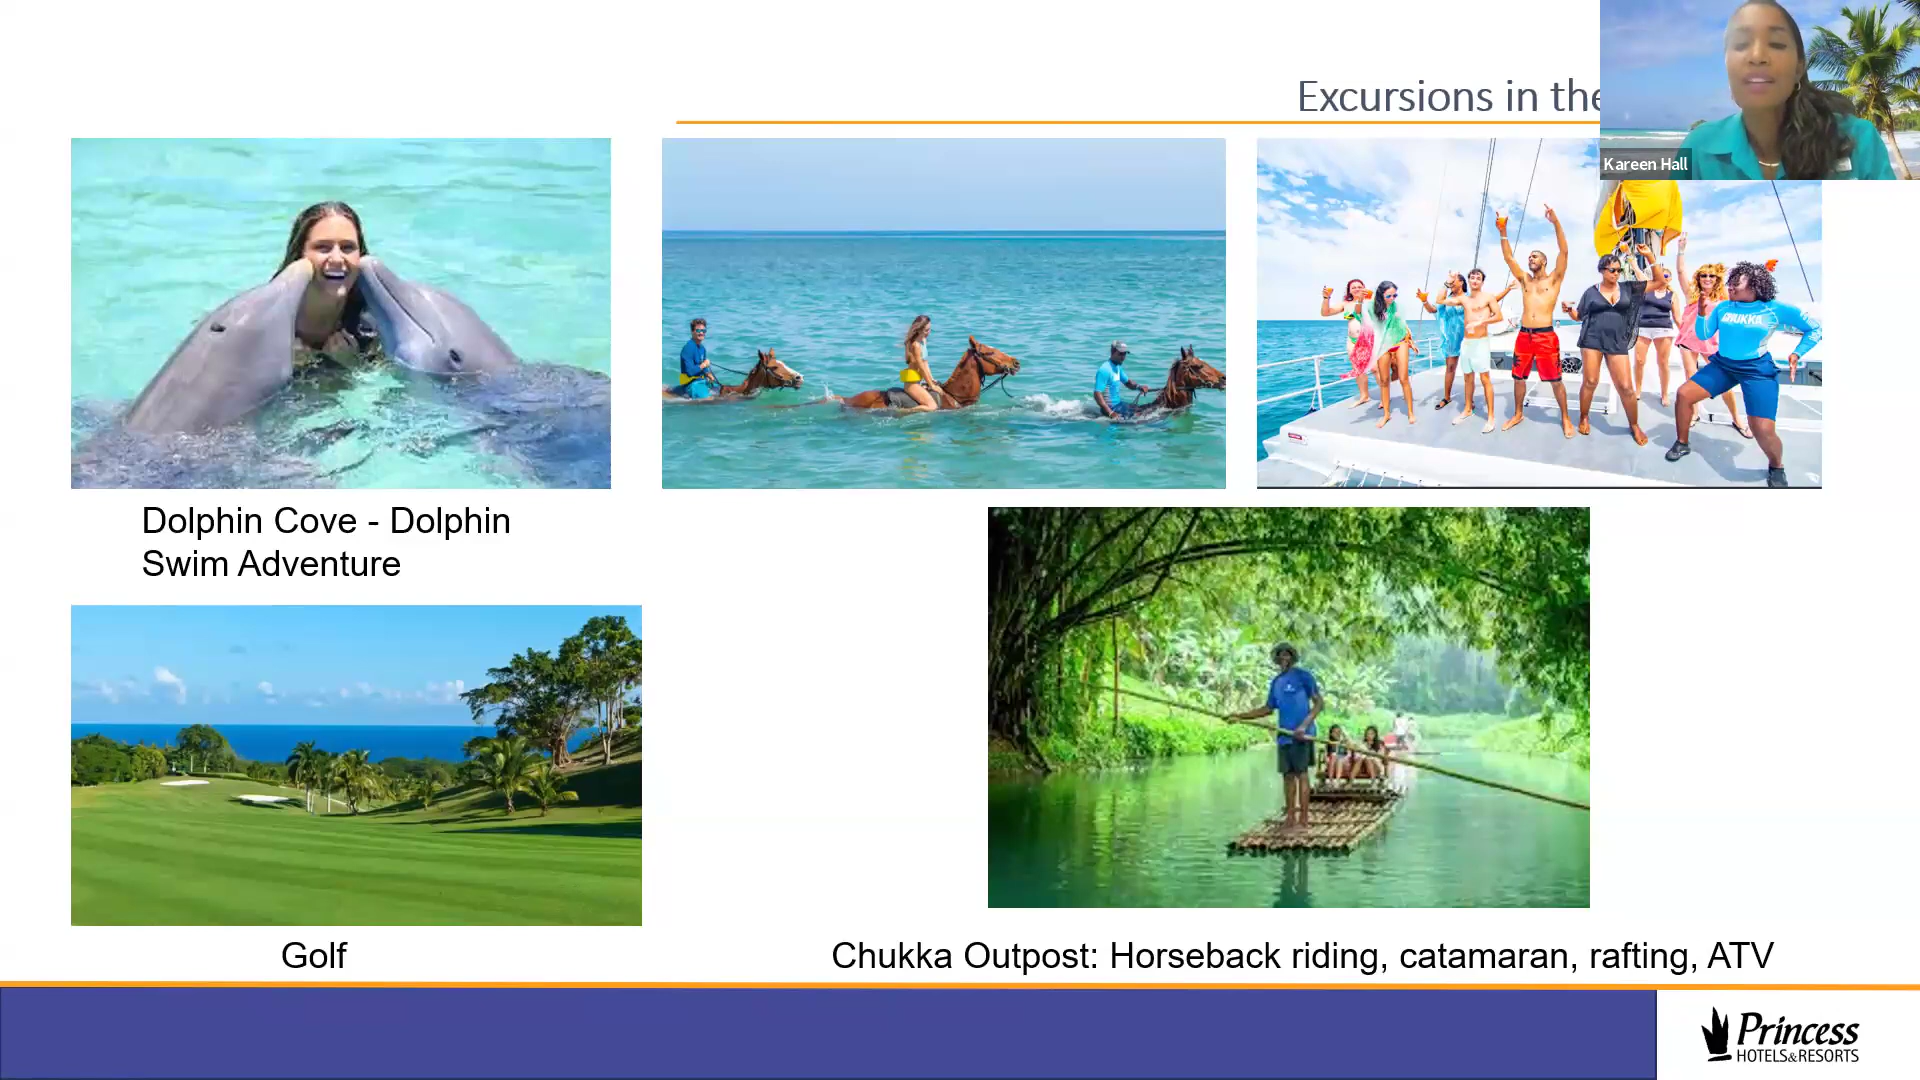 Excursions in the
Kareen Hall
CHUKKA
Dolphin Cove - Dolphin
Swim Adventure
Golf
Chukka Outpost: Horseback riding, catamaran, rafting, ATV
Princess
HOTELS&RESORTS